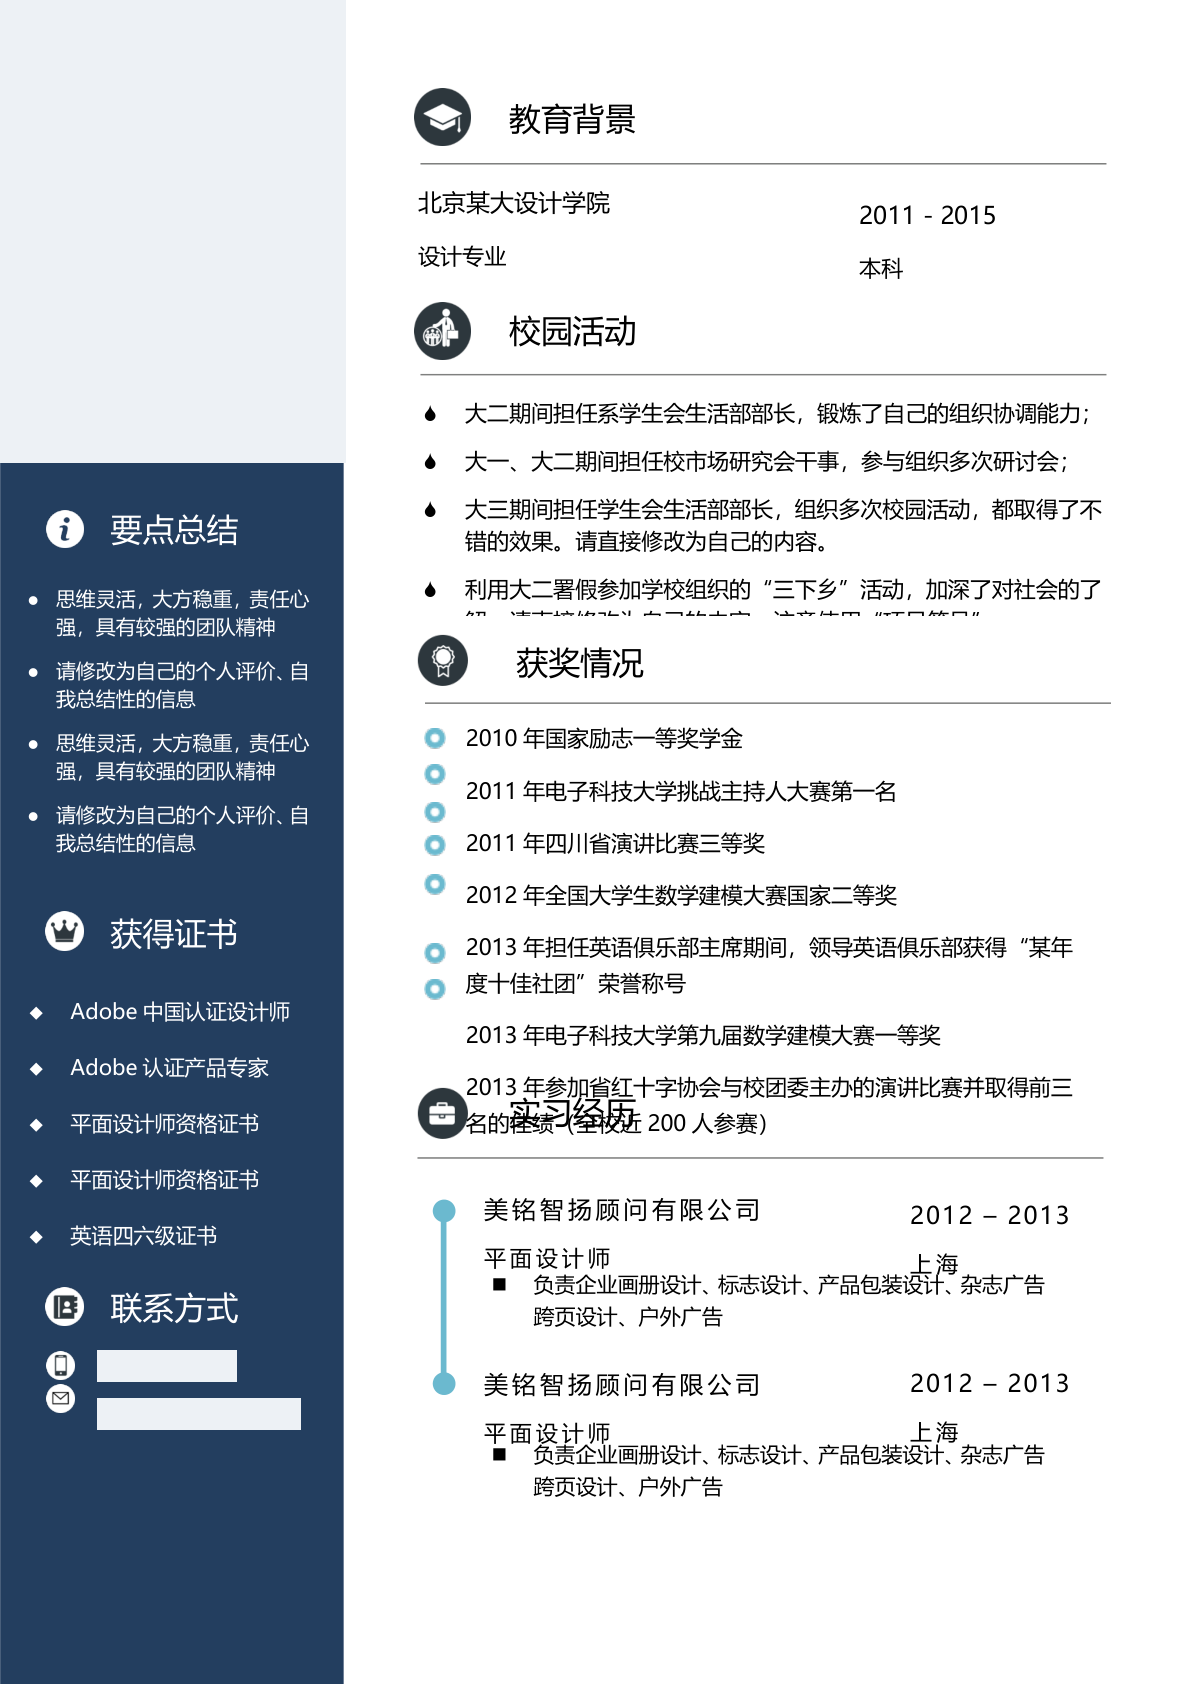 教育背景
北京某大设计学院
2011 - 2015
设计专业
本科
校园活动
大二期间担任系学生会生活部部长，锻炼了自己的组织协调能力；
大一、大二期间担任校市场研究会干事，参与组织多次研讨会；
大三期间担任学生会生活部部长，组织多次校园活动，都取得了不
错的效果。请直接修改为自己的内容。
利用大二署假参加学校组织的“三下乡”活动，加深了对社会的了
获奖情况
2010 年国家励志一等奖学金
2011 年电子科技大学挑战主持人大赛第一名
2011 年四川省演讲比赛三等奖
2012 年全国大学生数学建模大赛国家二等奖
2013 年担任英语俱乐部主席期间，领导英语俱乐部获得“某年
度十佳社团”荣誉称号
2013 年电子科技大学第九届数学建模大赛一等奖
2013 年参加省红十字协会与校团委主办的演讲比赛并取得前三
名的佳绩（全校近 200 人参赛）
实习经历
美铭智扬顾问有限公司
2012 – 2013
平面设计师
上海
负责企业画册设计、标志设计、产品包装设计、杂志广告
跨页设计、户外广告
美铭智扬顾问有限公司
2012 – 2013
平面设计师
上海
负责企业画册设计、标志设计、产品包装设计、杂志广告
跨页设计、户外广告
要点总结
思维灵活，大方稳重，责任心
强，具有较强的团队精神
请修改为自己的个人评价、自
我总结性的信息
思维灵活，大方稳重，责任心
强，具有较强的团队精神
请修改为自己的个人评价、自
我总结性的信息
获得证书
Adobe 中国认证设计师
Adobe 认证产品专家
平面设计师资格证书
平面设计师资格证书
英语四六级证书
联系方式